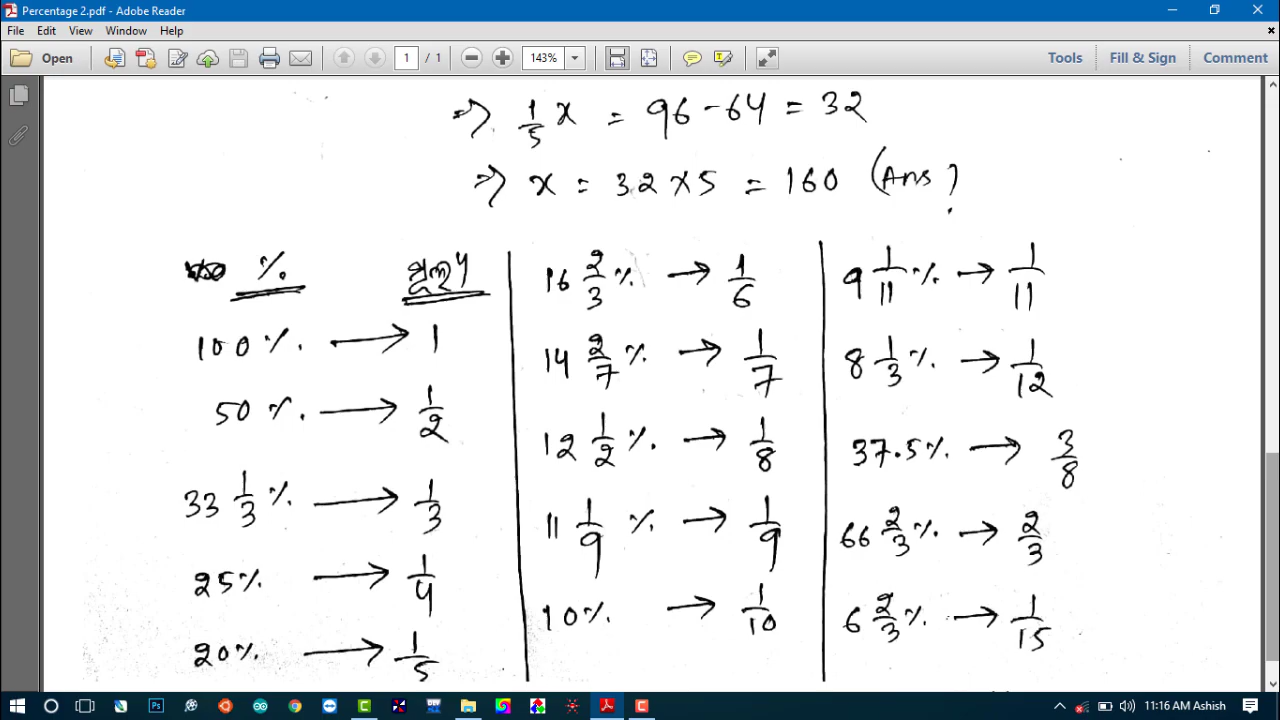 Percentage 2.pdf - Adobe Reader
File Edit View Window Help
Open 1 / 1 143% Tools Fill & Sign Comment
⇒ 1/5 x = 96 - 64 = 32
⇒ x = 32 × 5 = 160 (Ans)
%
100% → 1
50% → 1/2
33 1/3 % → 1/3
25% → 1/4
20% → 1/5
16 2/3 % → 1/6
14 2/7 % → 1/7
12 1/2 % → 1/8
11 1/9 % → 1/9
10% → 1/10
9 1/11 % → 1/11
8 1/3 % → 1/12
37.5% → 3/8
66 2/3 % → 2/3
6 2/3 % → 1/15
11:16 AM Ashish